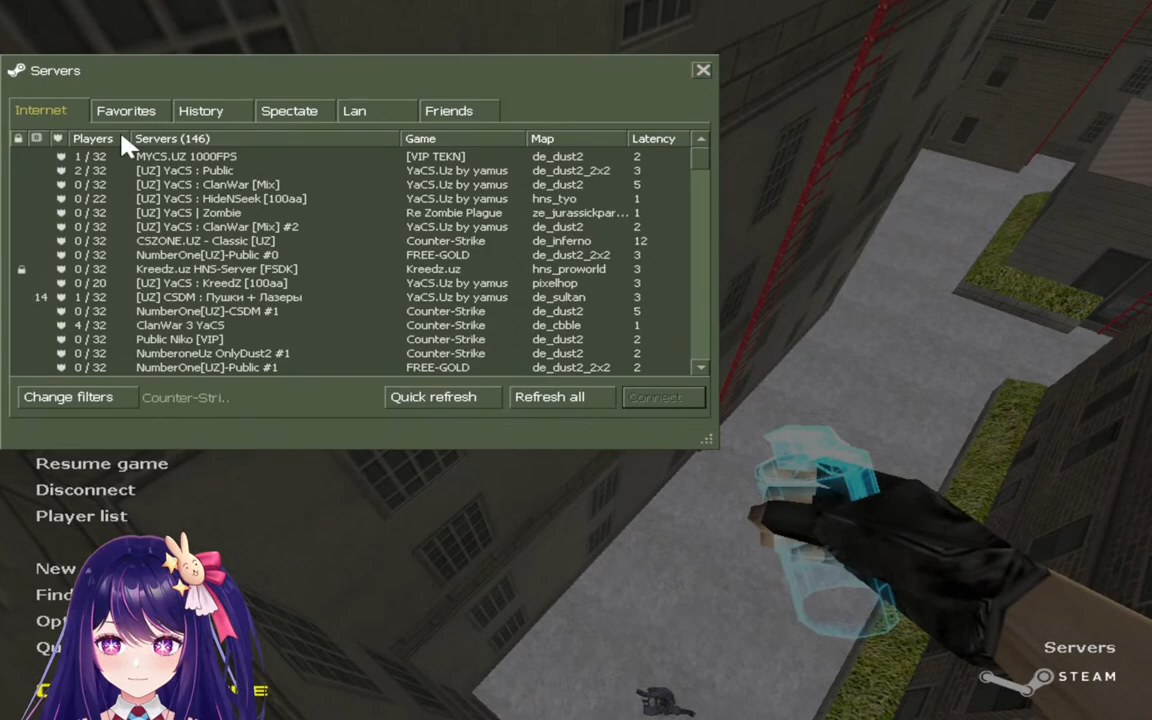 Servers
Internet Favorites History Spectate Lan Friends
Players Servers (146) Game Map Latency
1 / 32 MYCS.UZ 1000FPS [VIP TEKN] de_dust2 2
2 / 32 [UZ] YaCS : Public YaCS.Uz by yamus de_dust2_2x2 3
0 / 32 [UZ] YaCS : ClanWar [Mix] YaCS.Uz by yamus de_dust2 5
0 / 22 [UZ] YaCS : HideNSeek [100aa] YaCS.Uz by yamus hns_tyo 1
0 / 32 [UZ] YaCS | Zombie Re Zombie Plague ze_jurassickpar... 1
0 / 32 [UZ] YaCS : ClanWar [Mix] #2 YaCS.Uz by yamus de_dust2 2
0 / 32 CSZONE.UZ - Classic [UZ] Counter-Strike de_inferno 12
0 / 32 NumberOne[UZ]-Public #0 FREE-GOLD de_dust2_2x2 3
0 / 32 Kreedz.uz HNS-Server [FSDK] Kreedz.uz hns_proworld 3
0 / 20 [UZ] YaCS : KreedZ [100aa] YaCS.Uz by yamus pixelhop 3
14 1 / 32 [UZ] CSDM : Пушки + Лазеры YaCS.Uz by yamus de_sultan 3
0 / 32 NumberOne[UZ]-CSDM #1 Counter-Strike de_dust2 5
4 / 32 ClanWar 3 YaCS Counter-Strike de_cbble 1
0 / 32 Public Niko [VIP] Counter-Strike de_dust2 2
0 / 32 NumberoneUz OnlyDust2 #1 Counter-Strike de_dust2 2
0 / 32 NumberOne[UZ]-Public #1 FREE-GOLD de_dust2_2x2 2
Change filters Counter-Stri.. Quick refresh Refresh all Connect
Resume game
Disconnect
Player list
New
Servers
STEAM